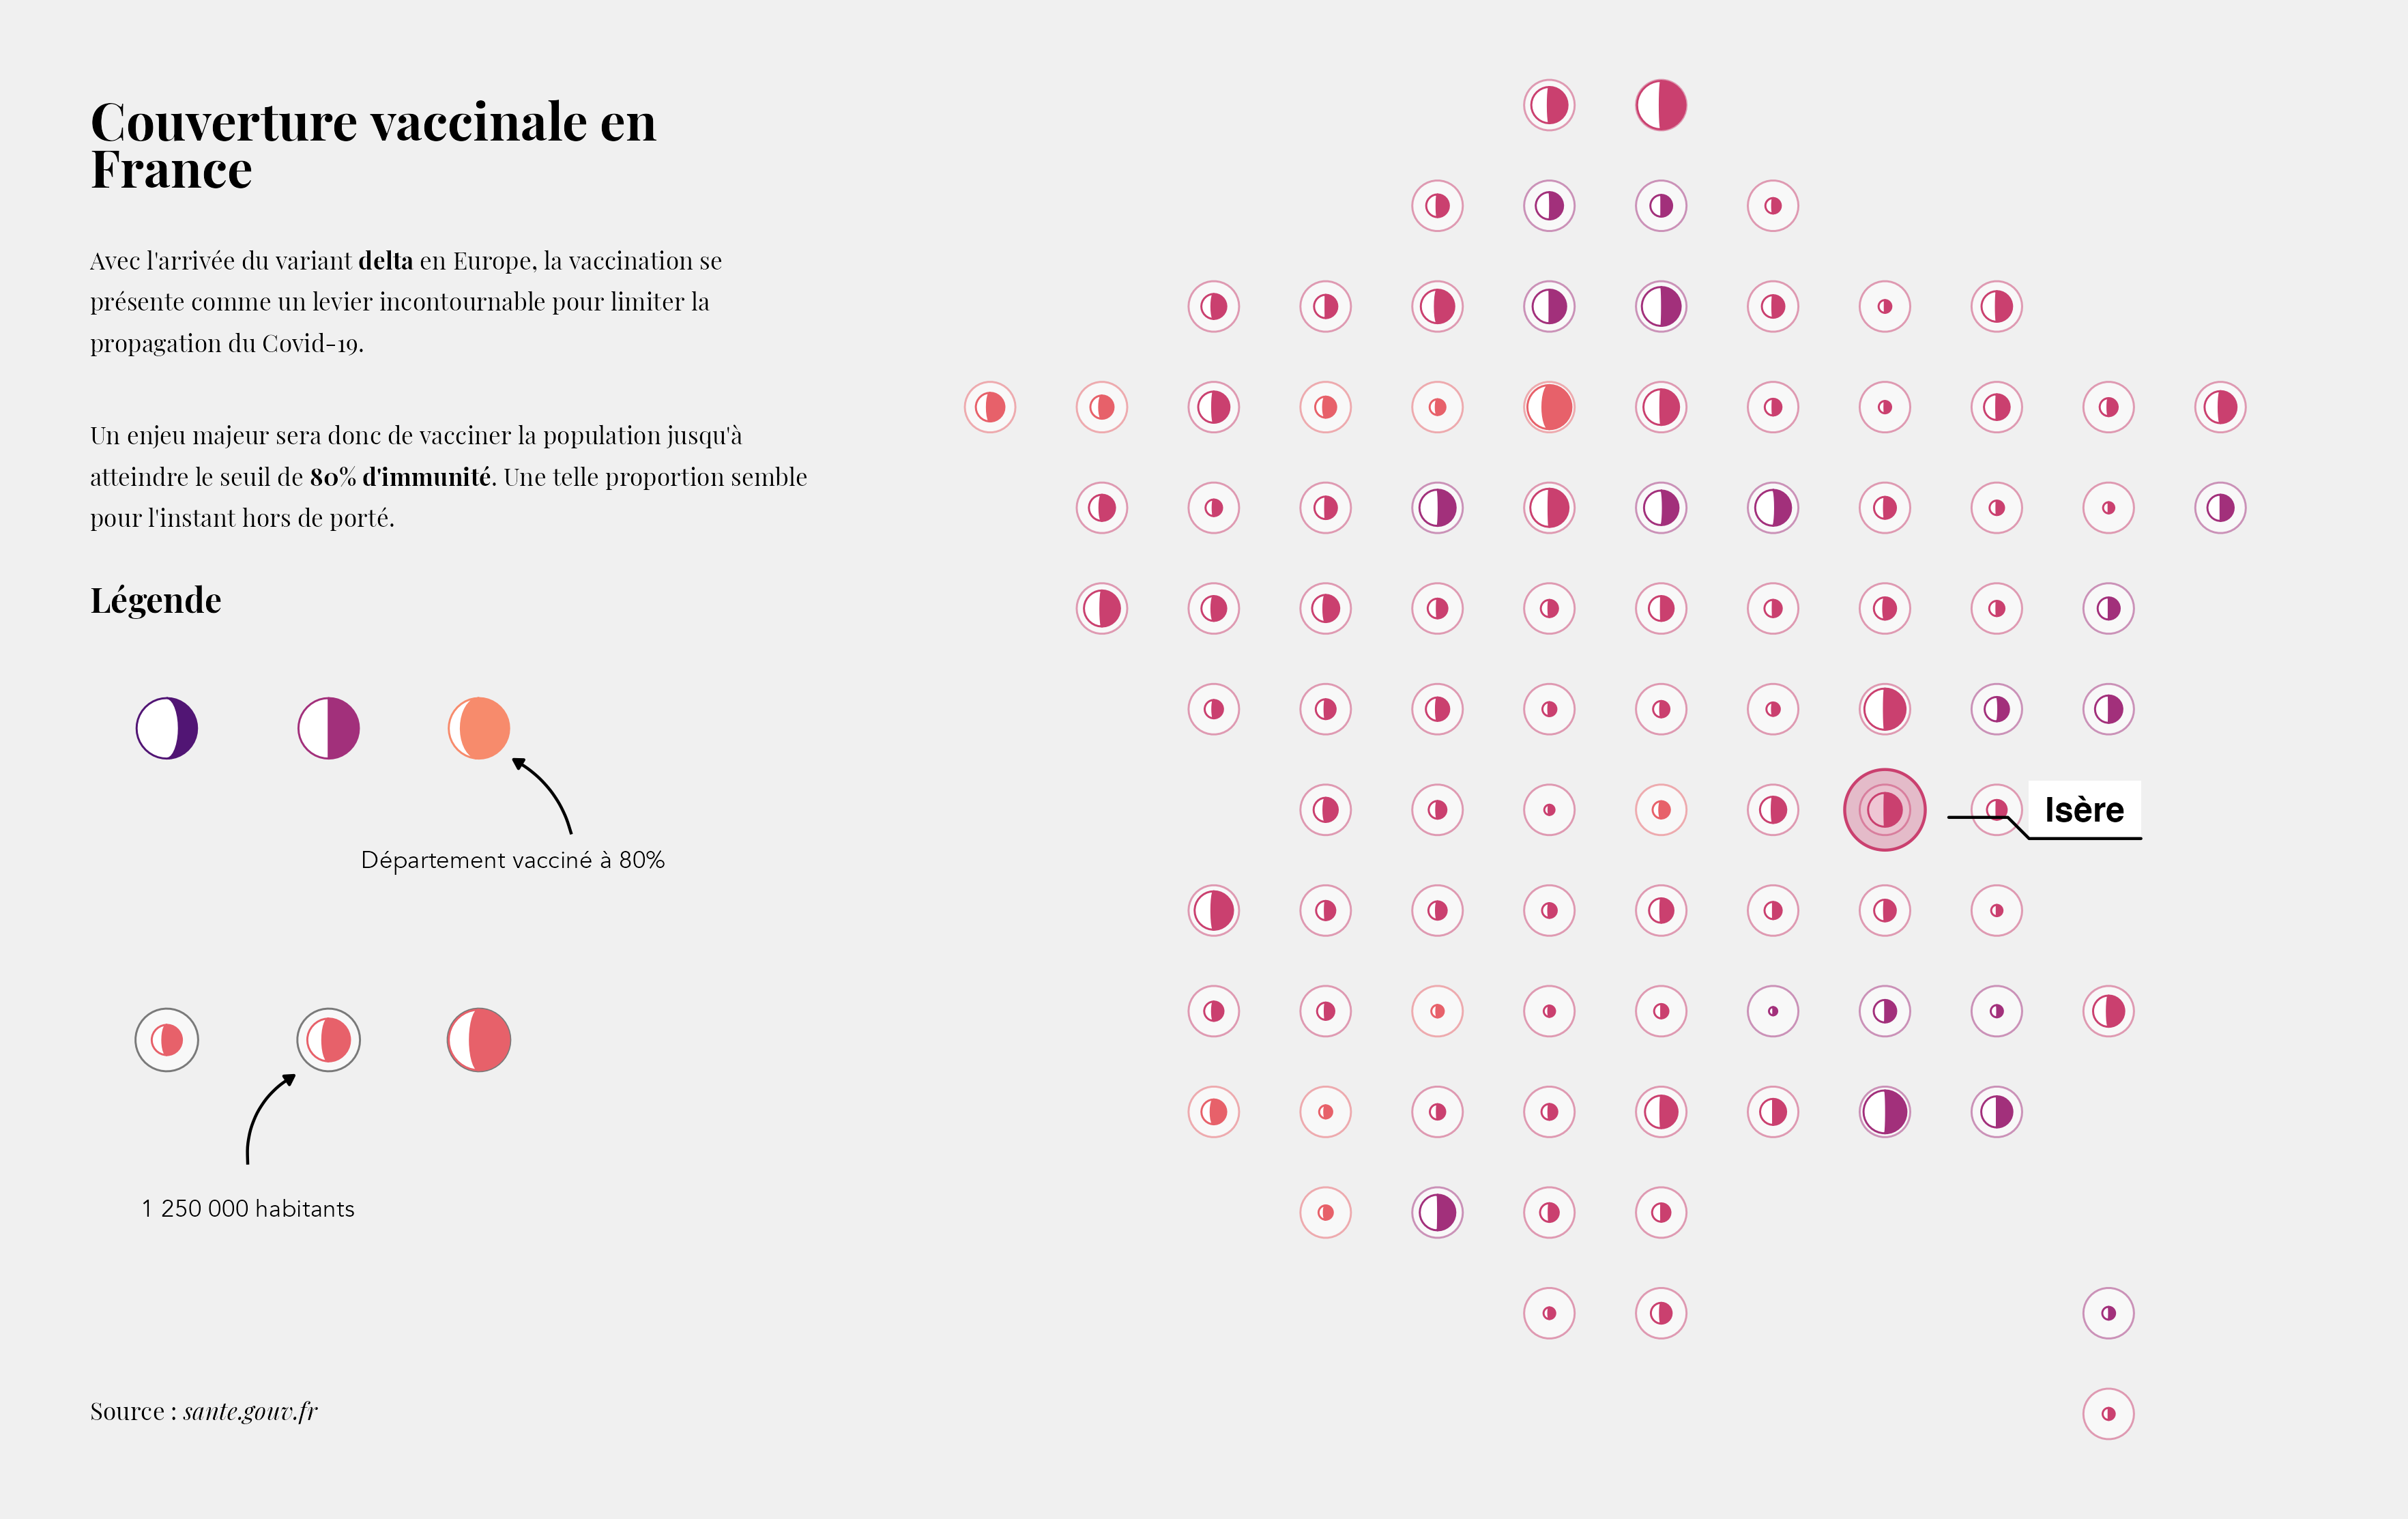 Couverture vaccinale en
France
Avec l'arrivée du variant delta en Europe, la vaccination se
présente comme un levier incontournable pour limiter la
propagation du Covid-19.
Un enjeu majeur sera donc de vacciner la population jusqu'à
atteindre le seuil de 80% d'immunité. Une telle proportion semble
pour l'instant hors de porté.
Légende
Département vacciné à 80%
1 250 000 habitants
Source : sante.gouv.fr
Isère